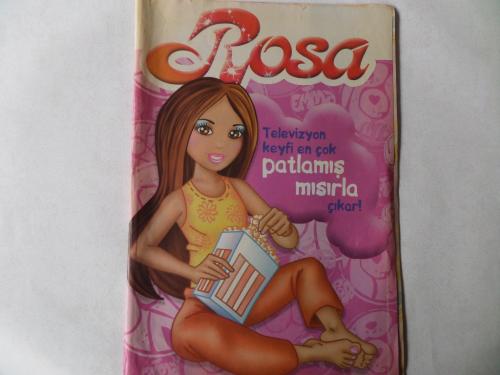 Rosa
Televizyon
keyfi en çok
patlamış
mısırla
çıkar!